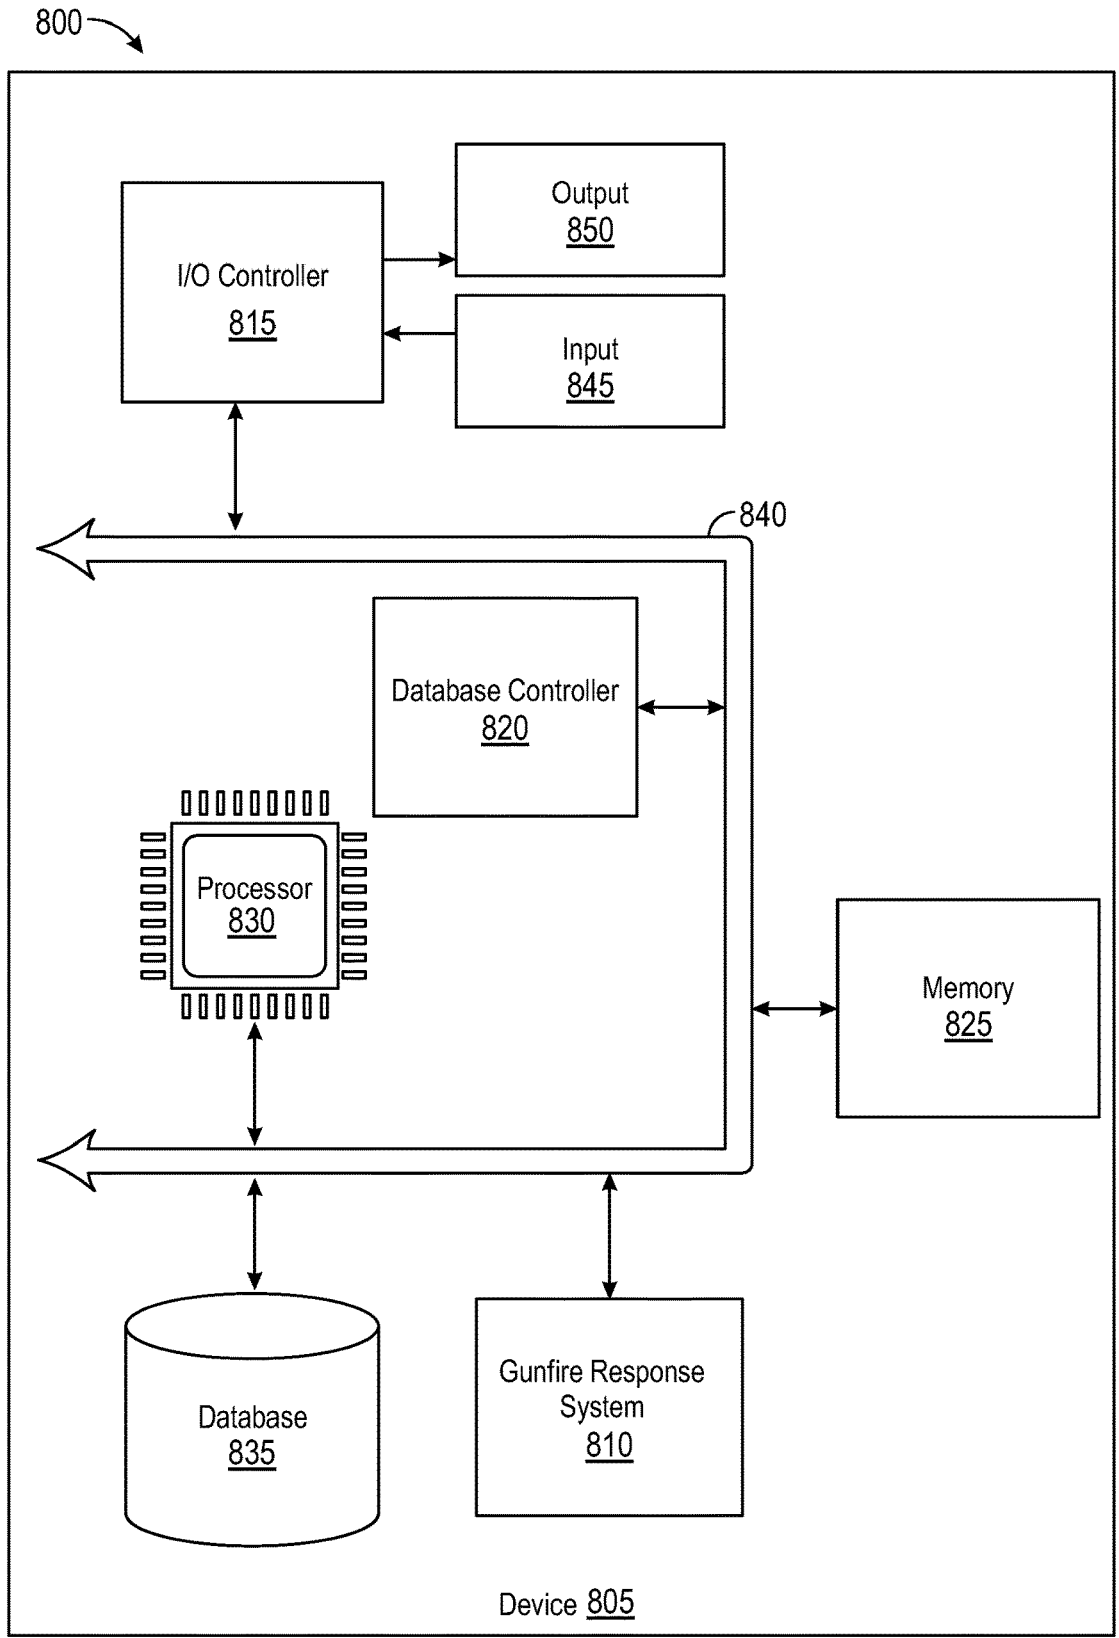 800
Output
850
I/O Controller
815
Input
845
840
Database Controller
820
Processor
830
Memory
825
Gunfire Response
System
810
Database
835
Device 805